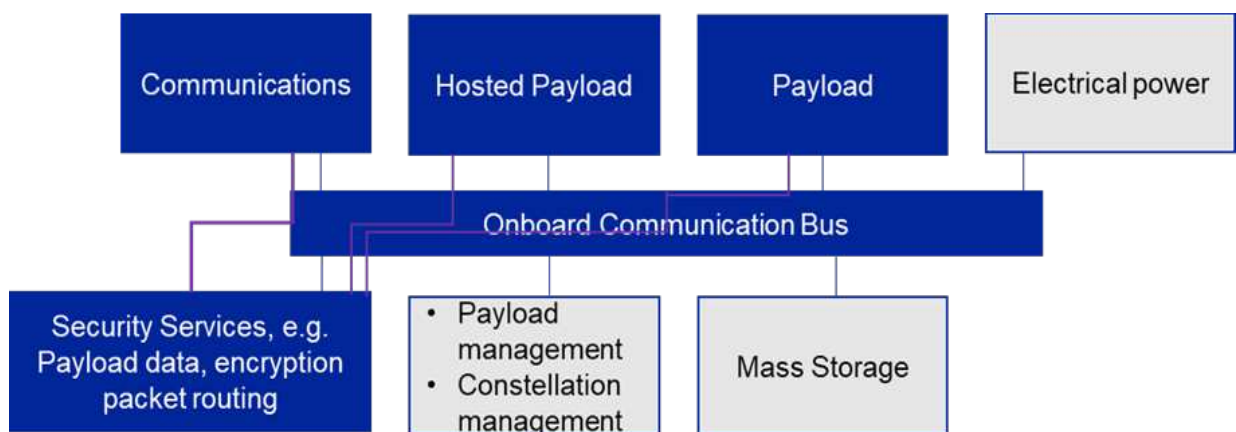 Communications
Hosted Payload
Payload
Electrical power
Onboard Communication Bus
Security Services, e.g.
Payload data, encryption
packet routing
• Payload
management
• Constellation
management
Mass Storage